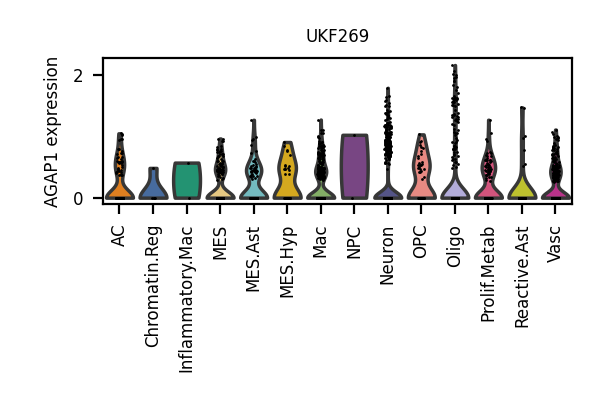 UKF269
AGAP1 expression
2
0
AC
Chromatin.Reg
Inflammatory.Mac
MES
MES.Ast
MES.Hyp
Mac
NPC
Neuron
OPC
Oligo
Prolif.Metab
Reactive.Ast
Vasc